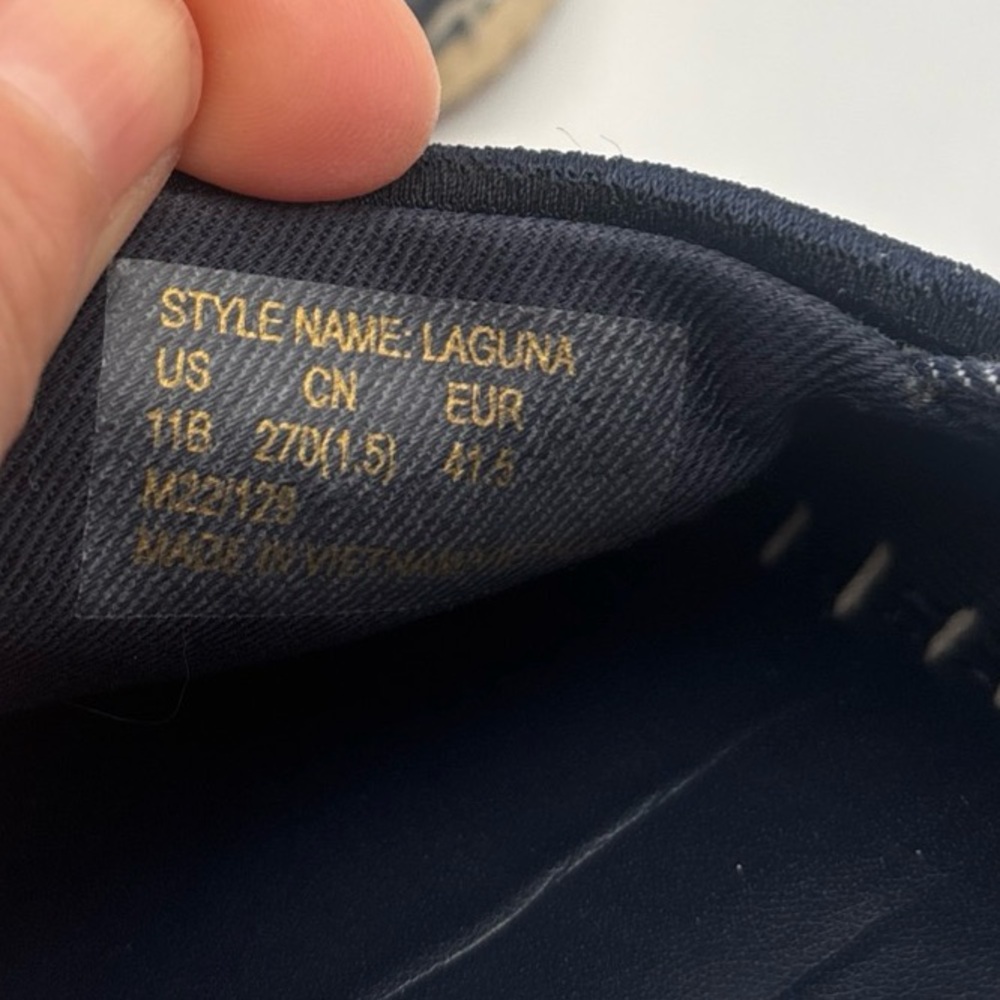 STYLE NAME: LAGUNA
US CN EUR
11B 270(1.5) 41.5
M22/129
MADE IN VIETNAM